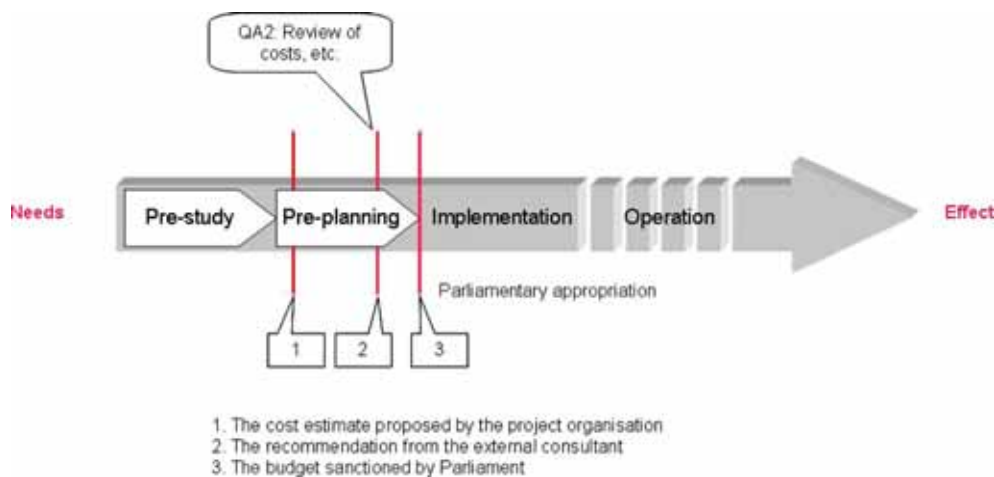 QA2: Review of
costs, etc.
Needs
Pre-study
Pre-planning
Implementation
Operation
Effect
Parliamentary appropriation
1
2
3
1. The cost estimate proposed by the project organisation
2. The recommendation from the external consultant
3. The budget sanctioned by Parliament